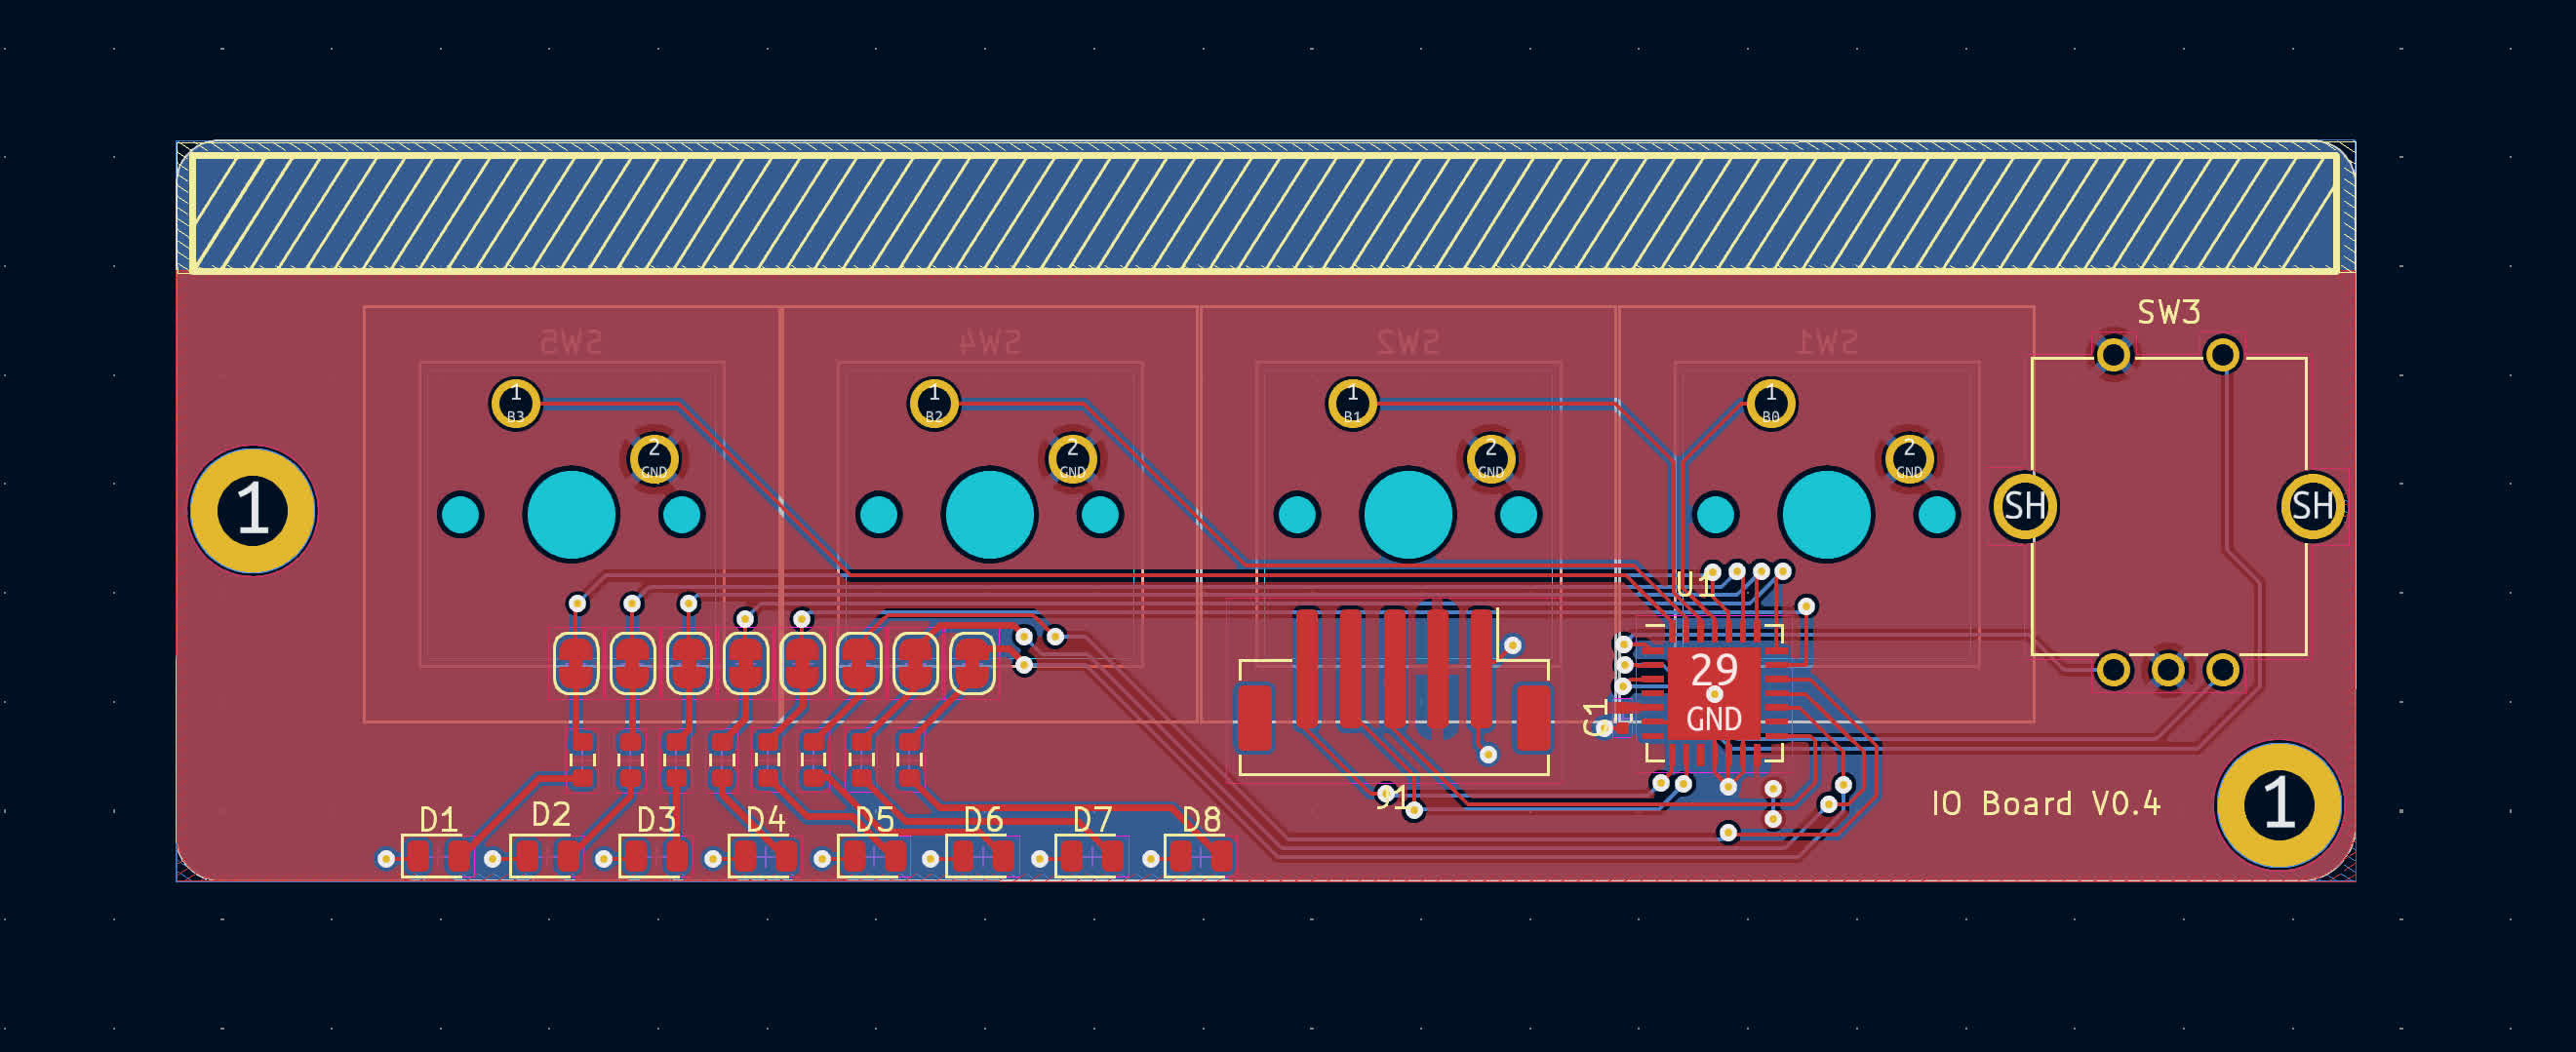 SW3
SW5
SW4
SW2
SW1
1
B3
1
B2
1
B1
1
B0
2
GND
2
GND
2
GND
2
GND
1
SH
SH
U1
29
GND
C1
J1
IO Board V0.4
1
D1
D2
D3
D4
D5
D6
D7
D8